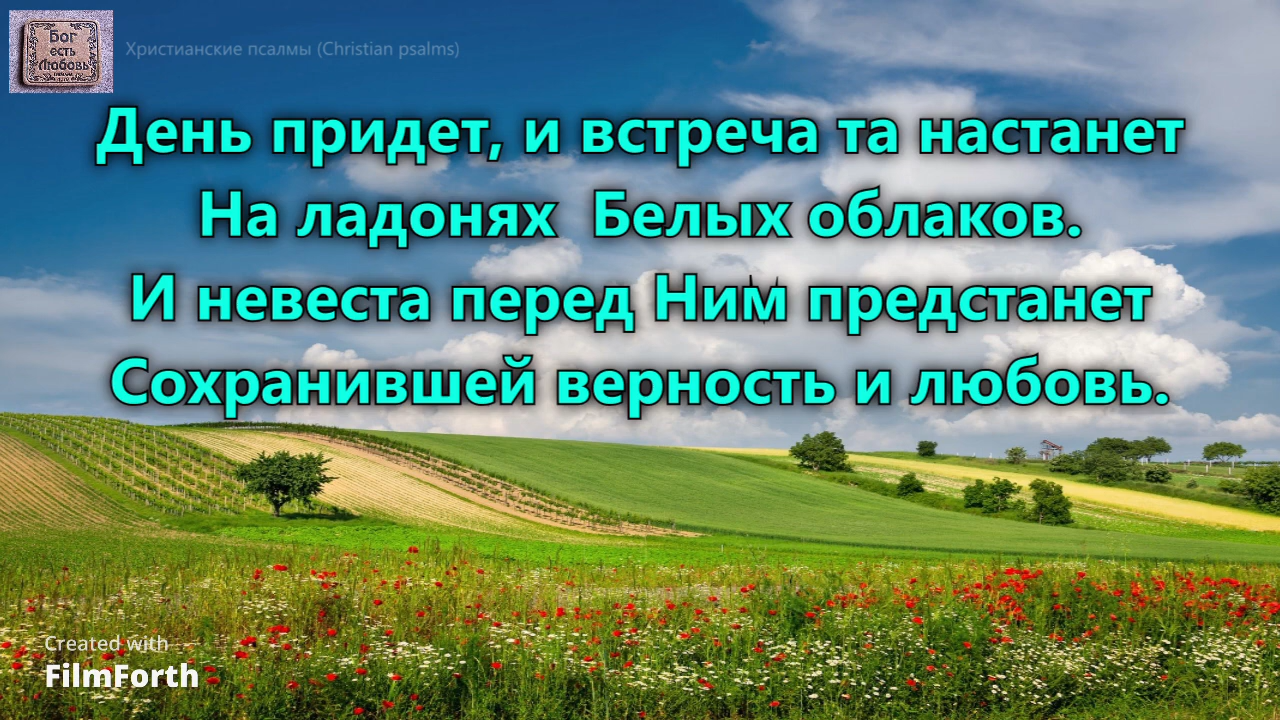 Бог
есть
Любовь
Христианские псалмы (Christian psalms)
День придет, и встреча та настанет
На ладонях Белых облаков.
И невеста перед Ним предстанет
Сохранившей верность и любовь.
Created with
FilmForth